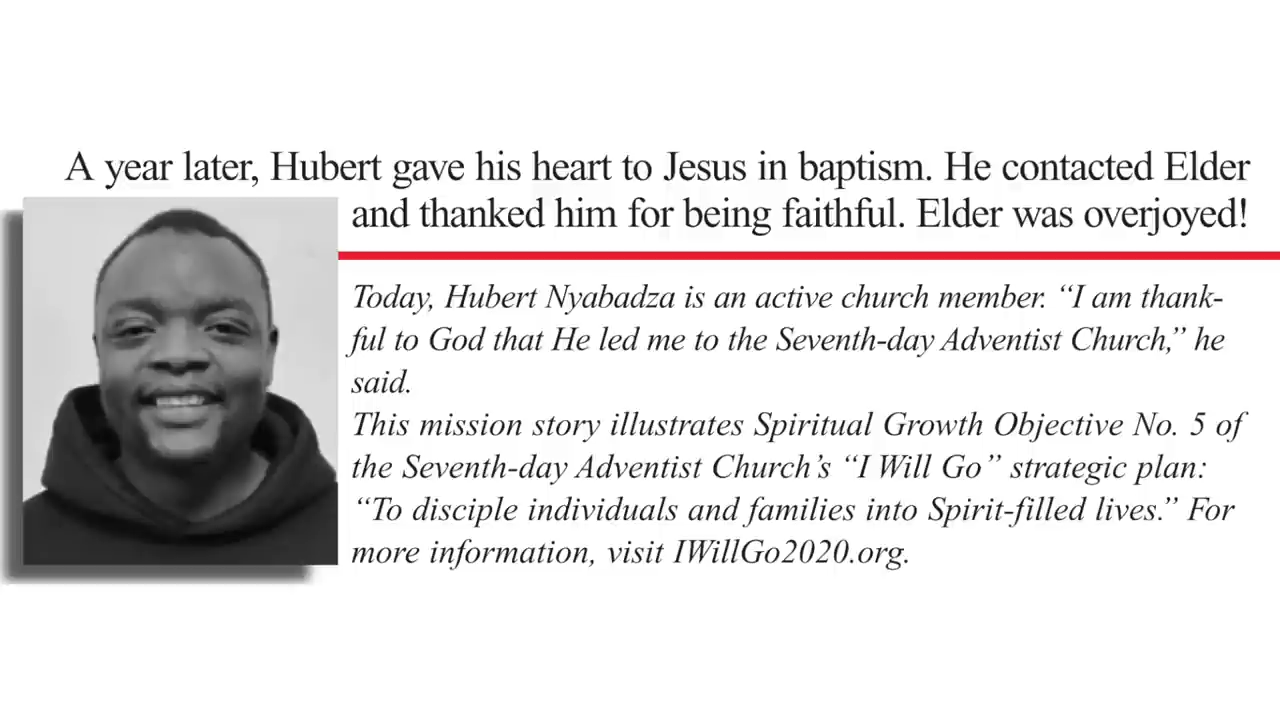 A year later, Hubert gave his heart to Jesus in baptism. He contacted Elder
and thanked him for being faithful. Elder was overjoyed!
Today, Hubert Nyabadza is an active church member. “I am thank-
ful to God that He led me to the Seventh-day Adventist Church,” he
said.
This mission story illustrates Spiritual Growth Objective No. 5 of
the Seventh-day Adventist Church’s “I Will Go” strategic plan:
“To disciple individuals and families into Spirit-filled lives.” For
more information, visit IWillGo2020.org.